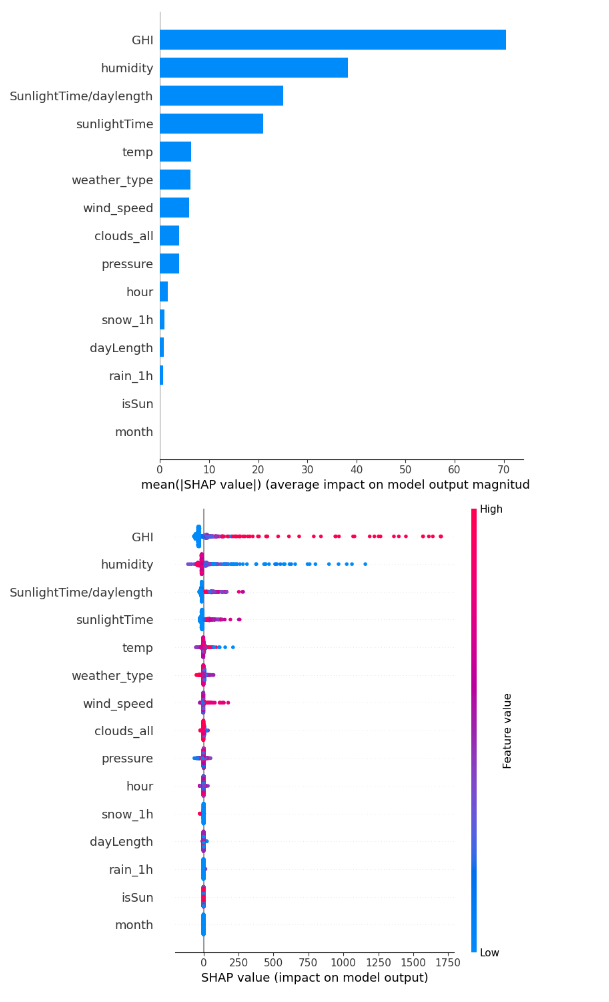 GHI
humidity
SunlightTime/daylength
sunlightTime
temp
weather_type
wind_speed
clouds_all
pressure
hour
snow_1h
dayLength
rain_1h
isSun
month
0 10 20 30 40 50 60 70
mean(|SHAP value|) (average impact on model output magnitud
High
GHI
humidity
SunlightTime/daylength
sunlightTime
temp
weather_type
wind_speed
clouds_all
pressure
hour
snow_1h
dayLength
rain_1h
isSun
month
Feature value
Low
0 250 500 750 1000 1250 1500 1750
SHAP value (impact on model output)